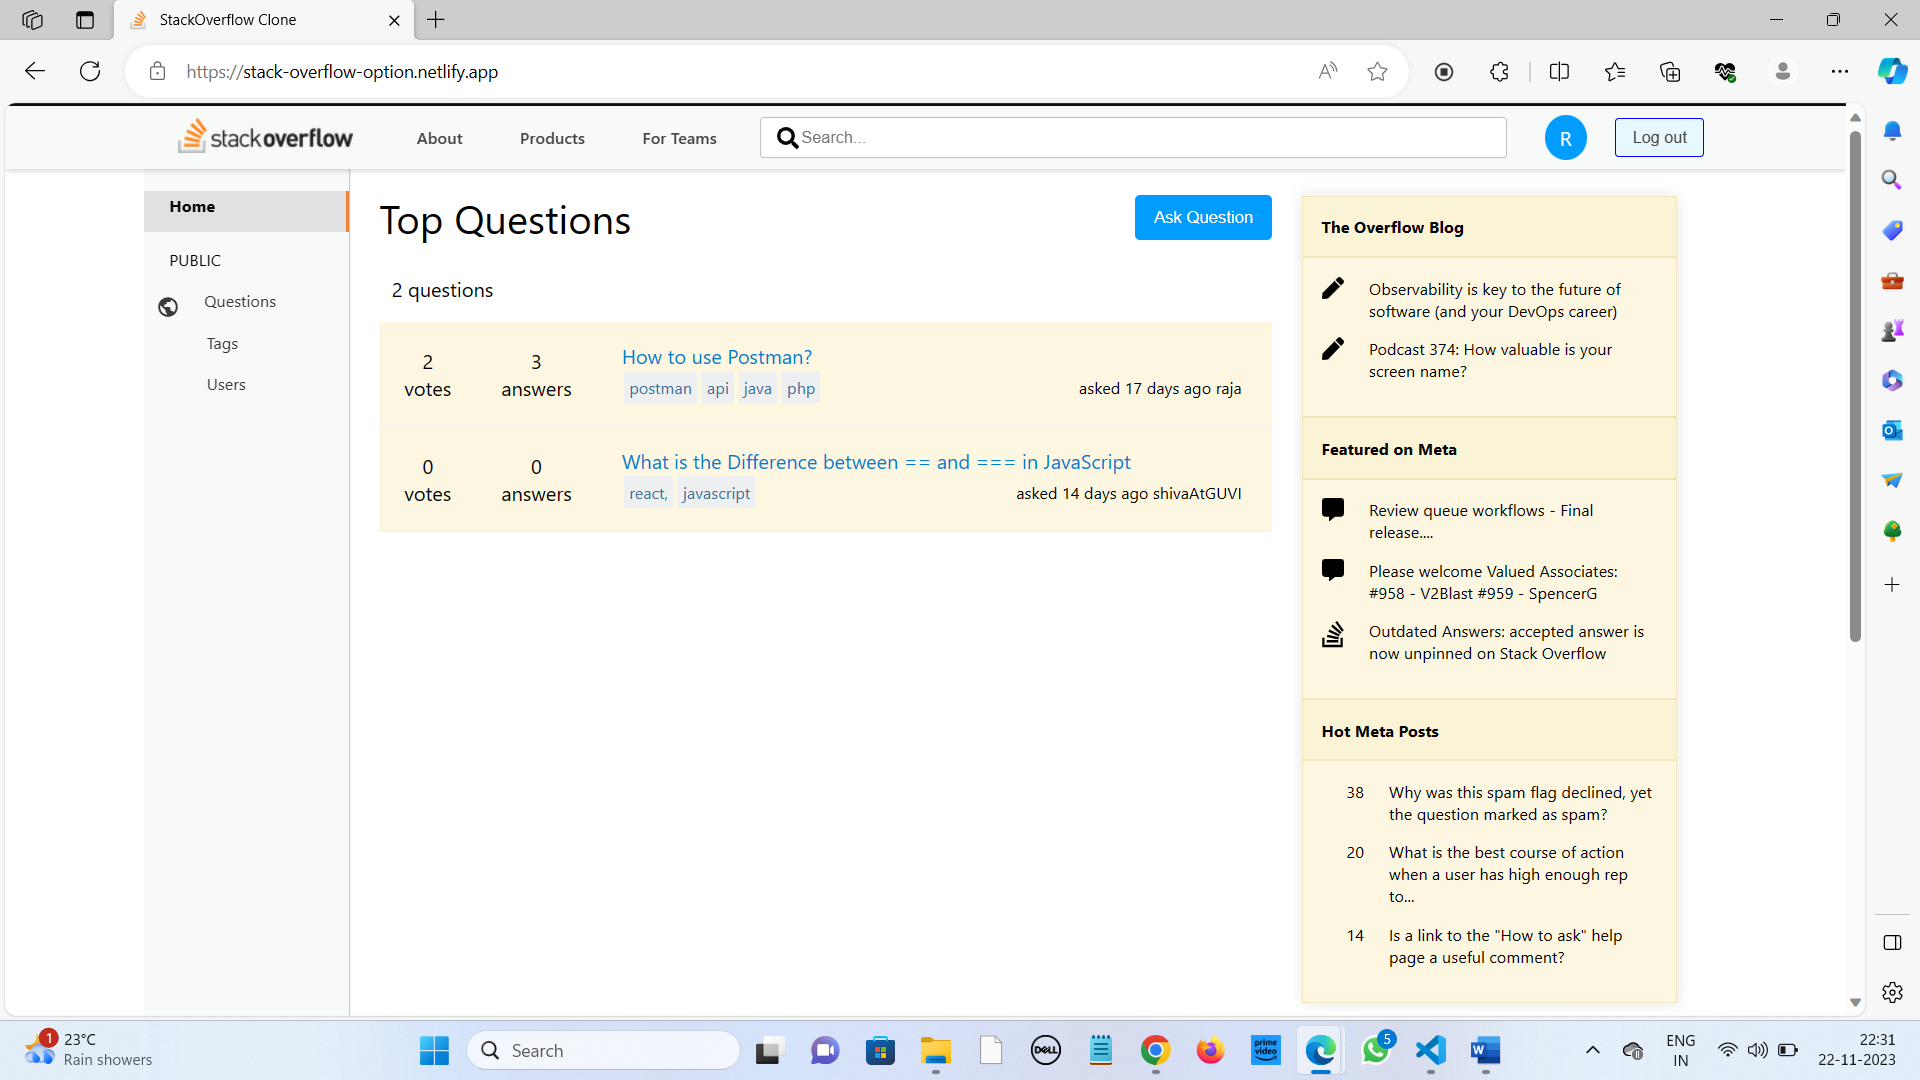 StackOverflow Clone
https://stack-overflow-option.netlify.app
stackoverflow
About
Products
For Teams
Search...
R
Log out
Home
PUBLIC
Questions
Tags
Users
Top Questions
Ask Question
2 questions
2
votes
3
answers
How to use Postman?
postman api java php
asked 17 days ago raja
0
votes
0
answers
What is the Difference between == and === in JavaScript
react, javascript
asked 14 days ago shivaAtGUVI
The Overflow Blog
Observability is key to the future of
software (and your DevOps career)
Podcast 374: How valuable is your
screen name?
Featured on Meta
Review queue workflows - Final
release....
Please welcome Valued Associates:
#958 - V2Blast #959 - SpencerG
Outdated Answers: accepted answer is
now unpinned on Stack Overflow
Hot Meta Posts
38
Why was this spam flag declined, yet
the question marked as spam?
20
What is the best course of action
when a user has high enough rep
to...
14
Is a link to the "How to ask" help
page a useful comment?
1
23°C
Rain showers
Search
DELL
prime
video
5
ENG
IN
22:31
22-11-2023